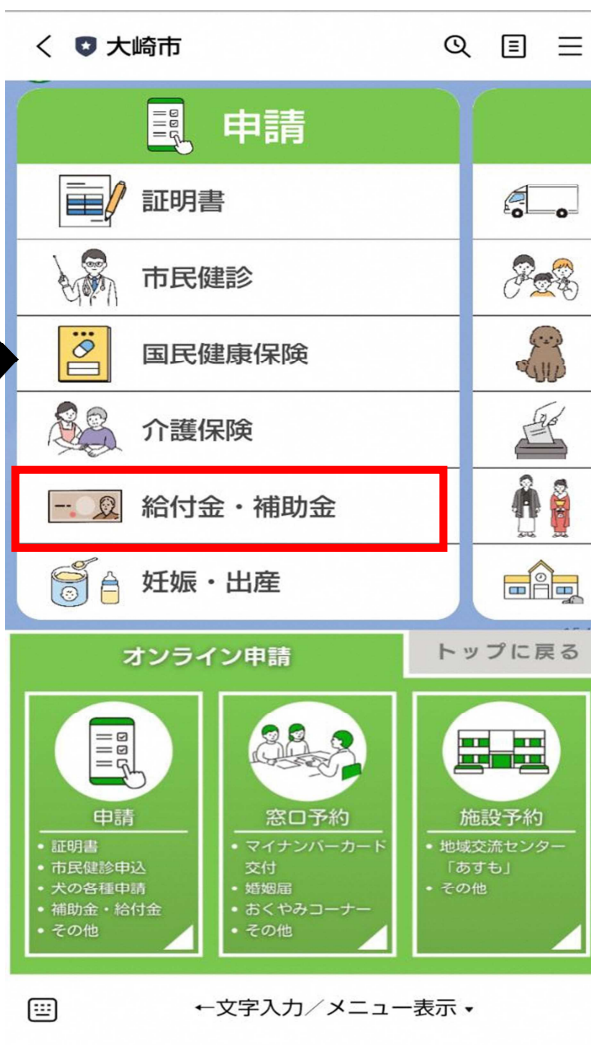 大崎市
申請
証明書
市民健診
国民健康保険
介護保険
給付金・補助金
妊娠・出産
オンライン申請
トップに戻る
申請
・証明書
・市民健診申込
・犬の各種申請
・補助金・給付金
・その他
窓口予約
・マイナンバーカード
交付
・婚姻届
・おくやみコーナー
・その他
施設予約
・地域交流センター
「あすも」
・その他
←文字入力／メニュー表示▼